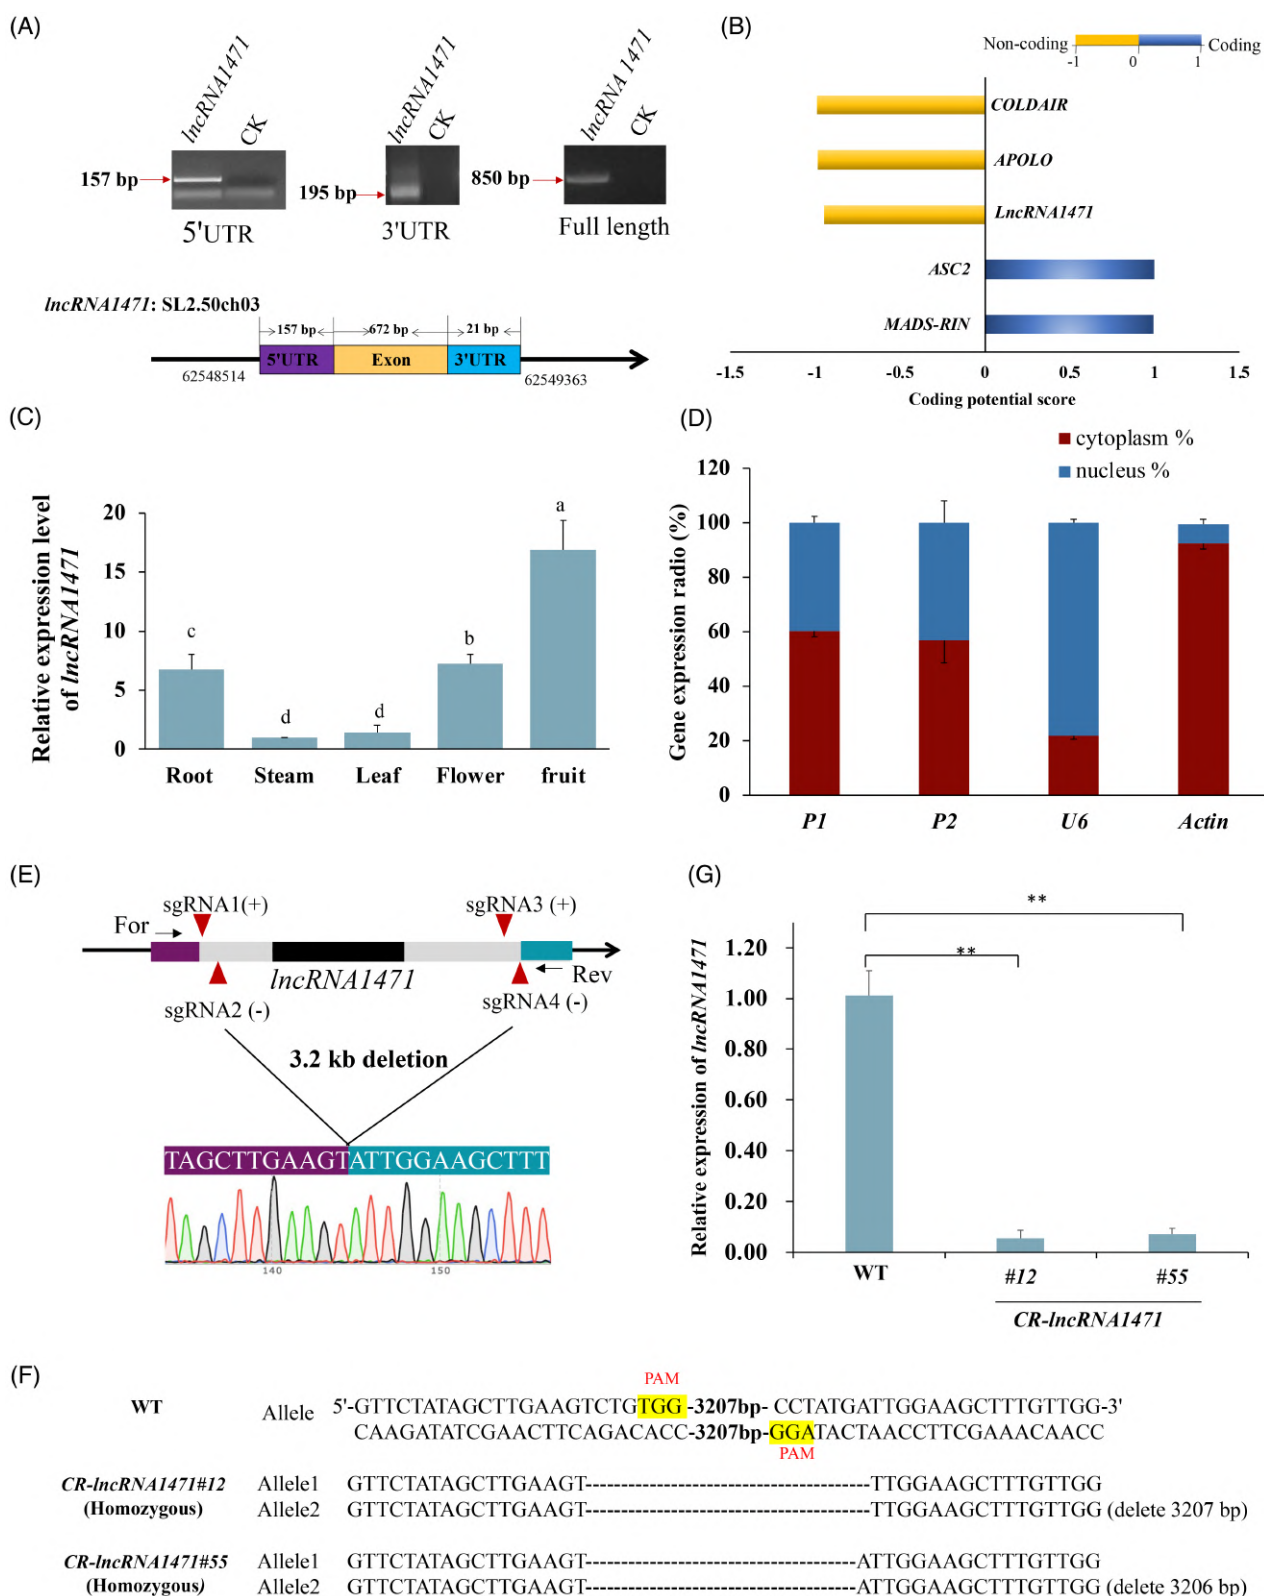 (A)
lncRNA1471
CK
lncRNA1471
CK
lncRNA 1471
CK
157 bp
195 bp
850 bp
5'UTR
3'UTR
Full length
lncRNA1471: SL2.50ch03
157 bp
672 bp
21 bp
5'UTR
Exon
3'UTR
62548514
62549363
(B)
Non-coding
Coding
-1
0
1
COLDAIR
APOLO
LncRNA1471
ASC2
MADS-RIN
-1.5
-1
-0.5
0
0.5
1
1.5
Coding potential score
(C)
Relative expression level
of lncRNA1471
20
15
10
5
0
c
d
d
b
a
Root
Steam
Leaf
Flower
fruit
(D)
cytoplasm %
nucleus %
Gene expression radio (%)
120
100
80
60
40
20
0
P1
P2
U6
Actin
(E)
For
sgRNA1(+)
sgRNA3 (+)
lncRNA1471
Rev
sgRNA2 (-)
sgRNA4 (-)
3.2 kb deletion
TAGCTTGAAGTATTGGAAGCTTT
140
150
(G)
Relative expression of lncRNA1471
1.20
1.00
0.80
0.60
0.40
0.20
0.00
**
**
WT
#12
#55
CR-lncRNA1471
(F)
PAM
WT Allele 5'-GTTCTATAGCTTGAAGTCTGTGG-3207bp- CCTATGATTGGAAGCTTTGTTGG-3'
CAAGATATCGAACTTCAGACACC-3207bp-GGATACTAACCTTCGAAACAACC
PAM
CR-lncRNA1471#12 Allele1 GTTCTATAGCTTGAAGT---------------------------------------TTGGAAGCTTTGTTGG
(Homozygous) Allele2 GTTCTATAGCTTGAAGT---------------------------------------TTGGAAGCTTTGTTGG (delete 3207 bp)
CR-lncRNA1471#55 Allele1 GTTCTATAGCTTGAAGT-------------------------------------ATTGGAAGCTTTGTTGG
(Homozygous) Allele2 GTTCTATAGCTTGAAGT-------------------------------------ATTGGAAGCTTTGTTGG (delete 3206 bp)